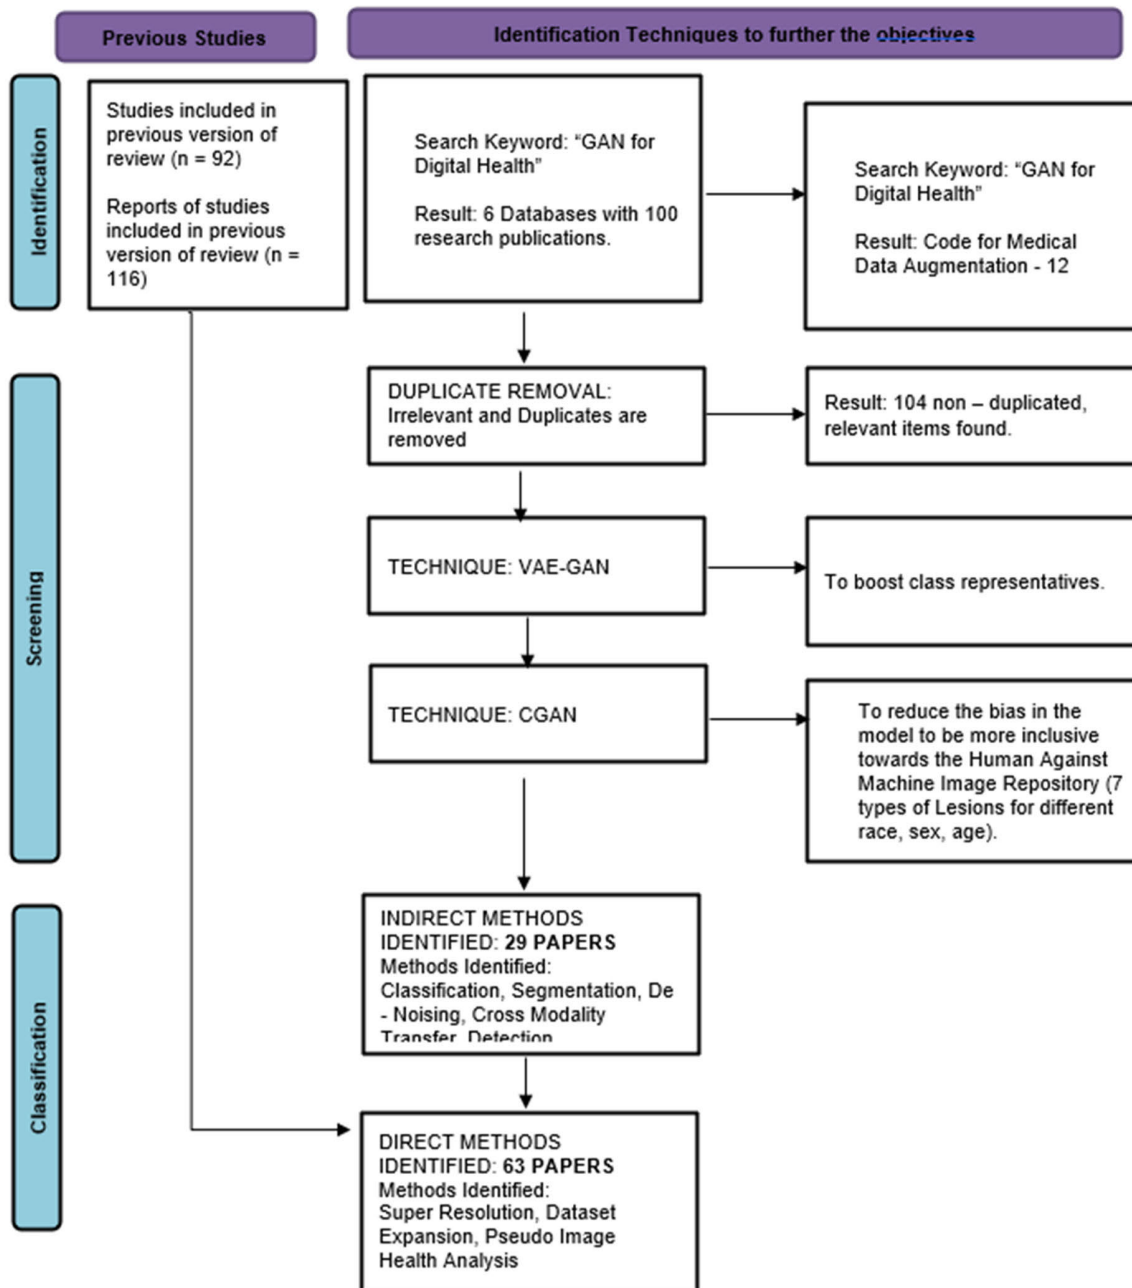 Previous Studies
Identification Techniques to further the objectives
Identification
Studies included in
previous version of
review (n = 92)
Reports of studies
included in previous
version of review (n =
116)
Search Keyword: “GAN for
Digital Health”
Result: 6 Databases with 100
research publications.
Search Keyword: “GAN for
Digital Health”
Result: Code for Medical
Data Augmentation - 12
Screening
DUPLICATE REMOVAL:
Irrelevant and Duplicates are
removed
Result: 104 non – duplicated,
relevant items found.
TECHNIQUE: VAE-GAN
To boost class representatives.
TECHNIQUE: CGAN
To reduce the bias in the
model to be more inclusive
towards the Human Against
Machine Image Repository (7
types of Lesions for different
race, sex, age).
Classification
INDIRECT METHODS
IDENTIFIED: 29 PAPERS
Methods Identified:
Classification, Segmentation, De
- Noising, Cross Modality
Transfer, Detection
DIRECT METHODS
IDENTIFIED: 63 PAPERS
Methods Identified:
Super Resolution, Dataset
Expansion, Pseudo Image
Health Analysis